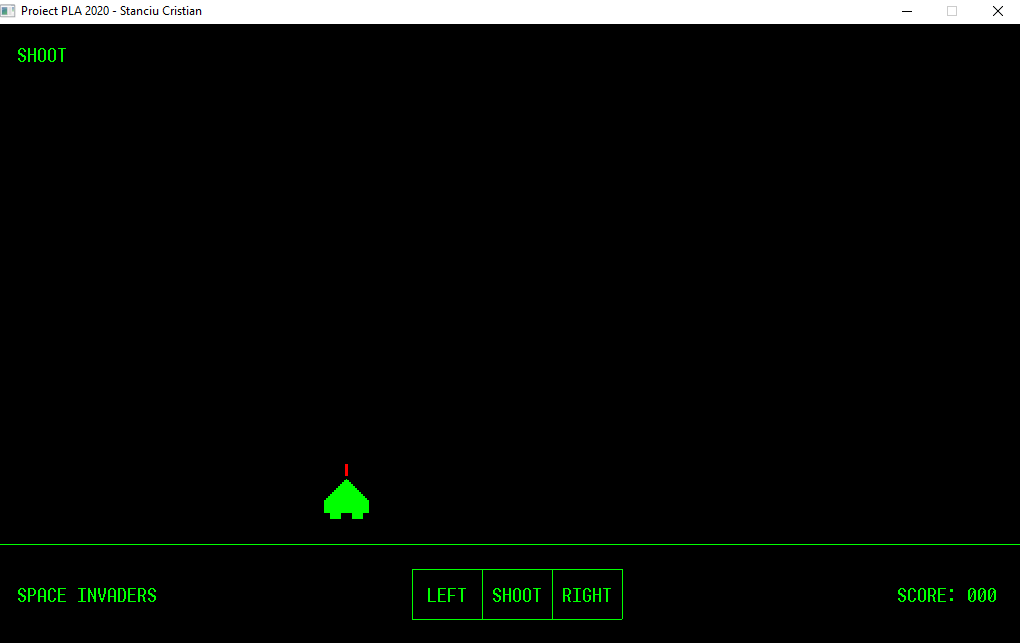 Proiect PLA 2020 - Stanciu Cristian
SHOOT
SPACE INVADERS
LEFT SHOOT RIGHT
SCORE: 000